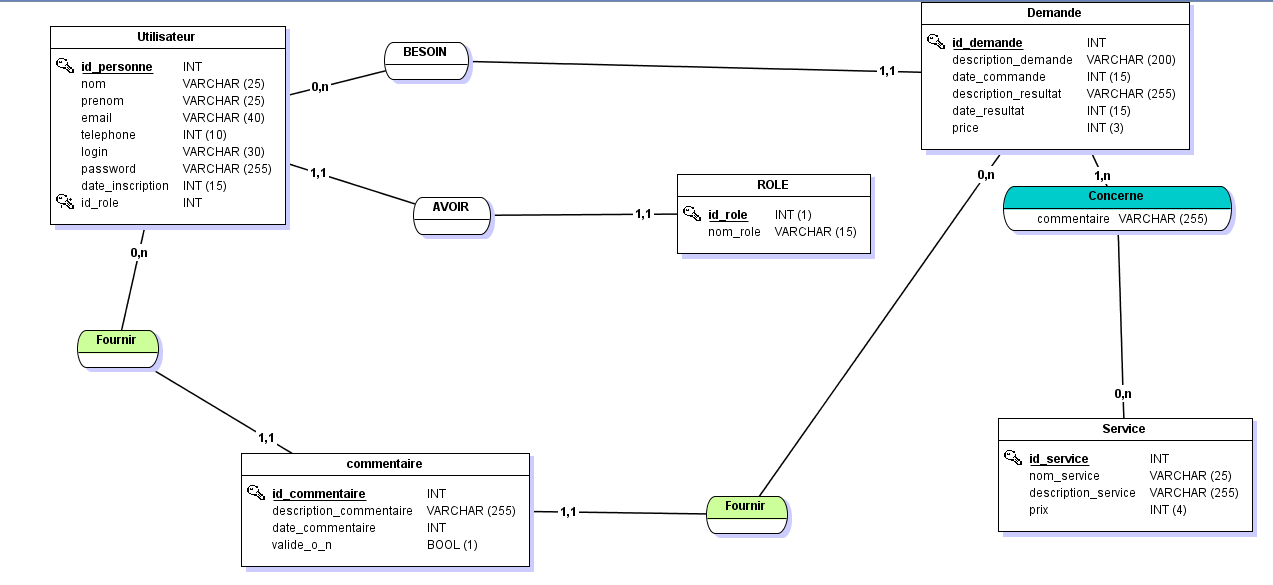 Utilisateur
id_personne INT
nom VARCHAR (25)
prenom VARCHAR (25)
email VARCHAR (40)
telephone INT (10)
login VARCHAR (30)
password VARCHAR (255)
date_inscription INT (15)
id_role INT
BESOIN
0,n
1,1
Demande
id_demande INT
description_demande VARCHAR (200)
date_commande INT (15)
description_resultat VARCHAR (255)
date_resultat INT (15)
price INT (3)
1,1
AVOIR
1,1
ROLE
id_role INT (1)
nom_role VARCHAR (15)
0,n
1,n
Concerne
commentaire VARCHAR (255)
0,n
Fournir
1,1
commentaire
id_commentaire INT
description_commentaire VARCHAR (255)
date_commentaire INT
valide_o_n BOOL (1)
1,1
Fournir
0,n
Service
id_service INT
nom_service VARCHAR (25)
description_service VARCHAR (255)
prix INT (4)